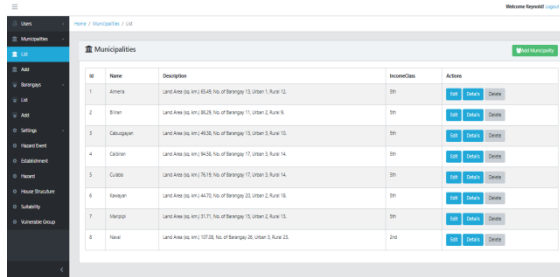 Welcome Reynold! Logout
Users
Home / Municipalities / List
Municipalities
List
Add
Barangays
List
Add
Settings
Hazard Event
Establishment
Hazard
House Structure
Suitability
Vulnerable Group
Municipalities
Add Municipality
Id Name Description IncomeClass Actions
1 Almeria Land Area (sq. km.) 63.49, No. of Barangay 13, Urban 1, Rural 12. 5th Edit Details Delete
2 Biliran Land Area (sq. km.) 88.29, No. of Barangay 11, Urban 2, Rural 9. 5th Edit Details Delete
3 Cabucgayan Land Area (sq. km.) 49.58, No. of Barangay 13, Urban 3, Rural 10. 5th Edit Details Delete
4 Caibiran Land Area (sq. km.) 94.58, No. of Barangay 17, Urban 3, Rural 14. 5th Edit Details Delete
5 Culaba Land Area (sq. km.) 76.19, No. of Barangay 17, Urban 3, Rural 14. 5th Edit Details Delete
6 Kawayan Land Area (sq. km.) 44.70, No. of Barangay 20, Urban 2, Rural 18. 5th Edit Details Delete
7 Maripipi Land Area (sq. km.) 31.71, No. of Barangay 15, Urban 2, Rural 13. 5th Edit Details Delete
8 Naval Land Area (sq. km.) 107.08, No. of Barangay 26, Urban 3, Rural 23. 2nd Edit Details Delete